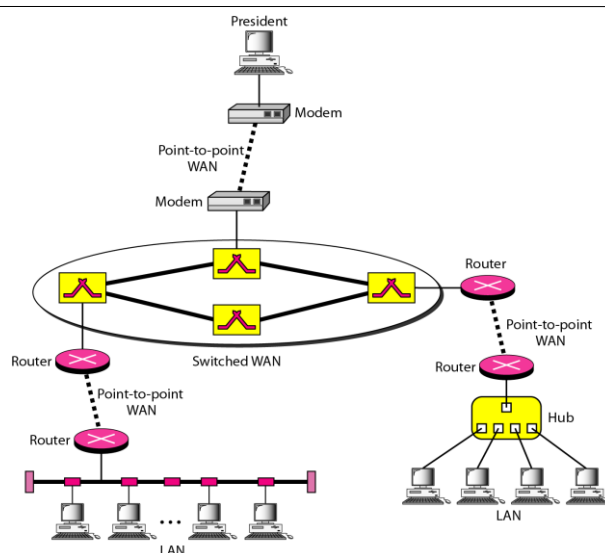 President
Modem
Point-to-point
WAN
Modem
Router
Switched WAN
Point-to-point
WAN
Router
Router
Point-to-point
WAN
Router
Hub
LAN
LAN